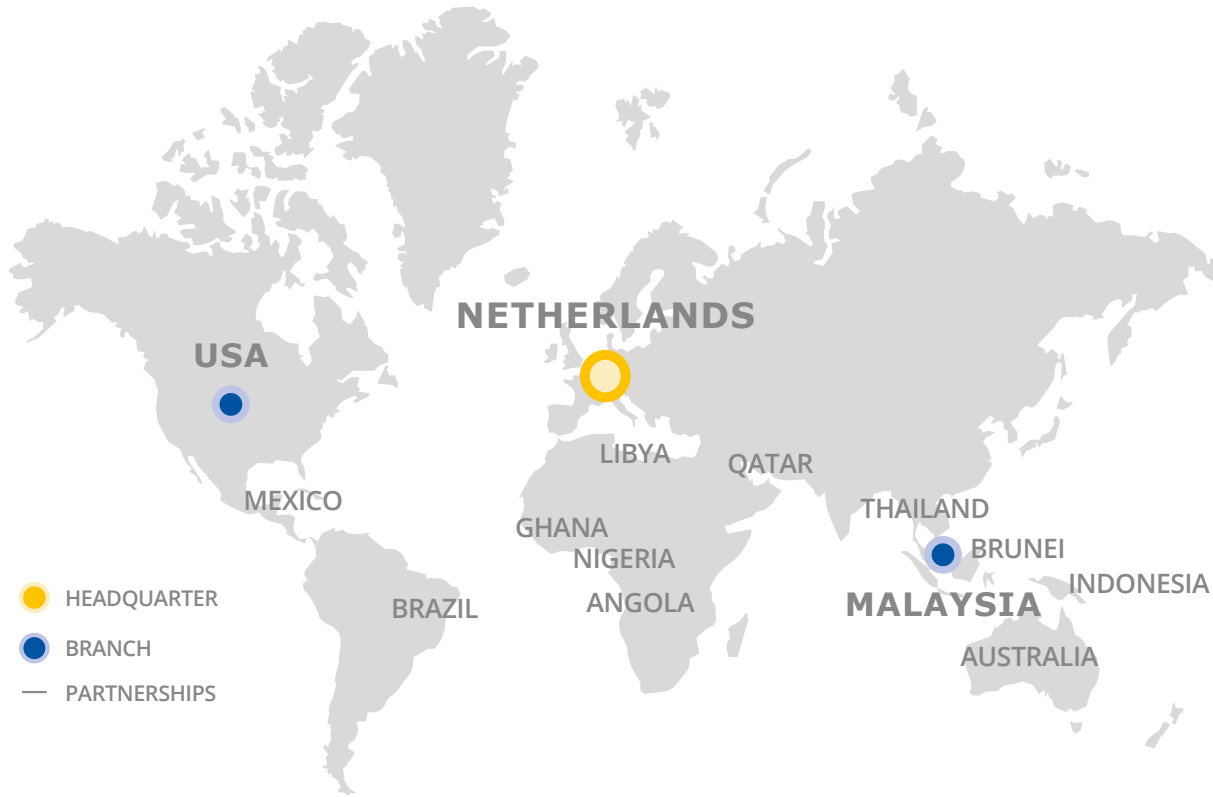 NETHERLANDS
USA
LIBYA
QATAR
MEXICO
THAILAND
GHANA
BRUNEI
NIGERIA
INDONESIA
HEADQUARTER
BRAZIL
ANGOLA
MALAYSIA
BRANCH
AUSTRALIA
PARTNERSHIPS